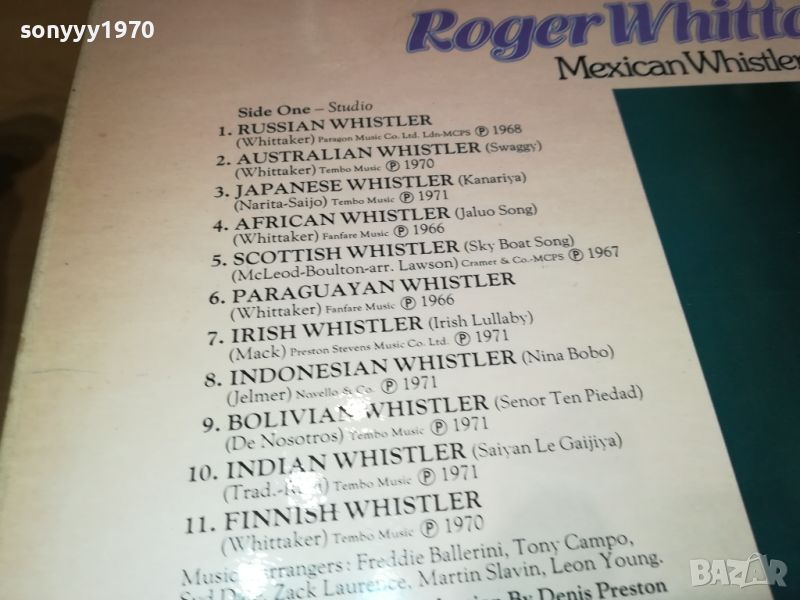 sonyyy1970
Roger Whitta
Mexican Whistler
Side One – Studio
1. RUSSIAN WHISTLER
(Whittaker) Paragon Music Co. Ltd. Ldn-MCPS Ⓟ 1968
2. AUSTRALIAN WHISTLER (Swaggy)
(Whittaker) Tembo Music Ⓟ 1970
3. JAPANESE WHISTLER (Kanariya)
(Narita-Saijo) Tembo Music Ⓟ 1971
4. AFRICAN WHISTLER (Jaluo Song)
(Whittaker) Fanfare Music Ⓟ 1966
5. SCOTTISH WHISTLER (Sky Boat Song)
(McLeod-Boulton-arr. Lawson) Cramer & Co.-MCPS Ⓟ 1967
6. PARAGUAYAN WHISTLER
(Whittaker) Fanfare Music Ⓟ 1966
7. IRISH WHISTLER (Irish Lullaby)
(Mack) Preston Stevens Music Co. Ltd. Ⓟ 1971
8. INDONESIAN WHISTLER (Nina Bobo)
(Jelmer) Novello & Co. Ⓟ 1971
9. BOLIVIAN WHISTLER (Senor Ten Piedad)
(De Nosotros) Tembo Music Ⓟ 1971
10. INDIAN WHISTLER (Saiyan Le Gaijiya)
Tembo Music Ⓟ 1971
11. FINNISH WHISTLER
(Whittaker) Tembo Music Ⓟ 1970
Music Arrangers: Freddie Ballerini, Tony Campo,
Zack Laurence, Martin Slavin, Leon Young.
By: Denis Preston
BAZAR